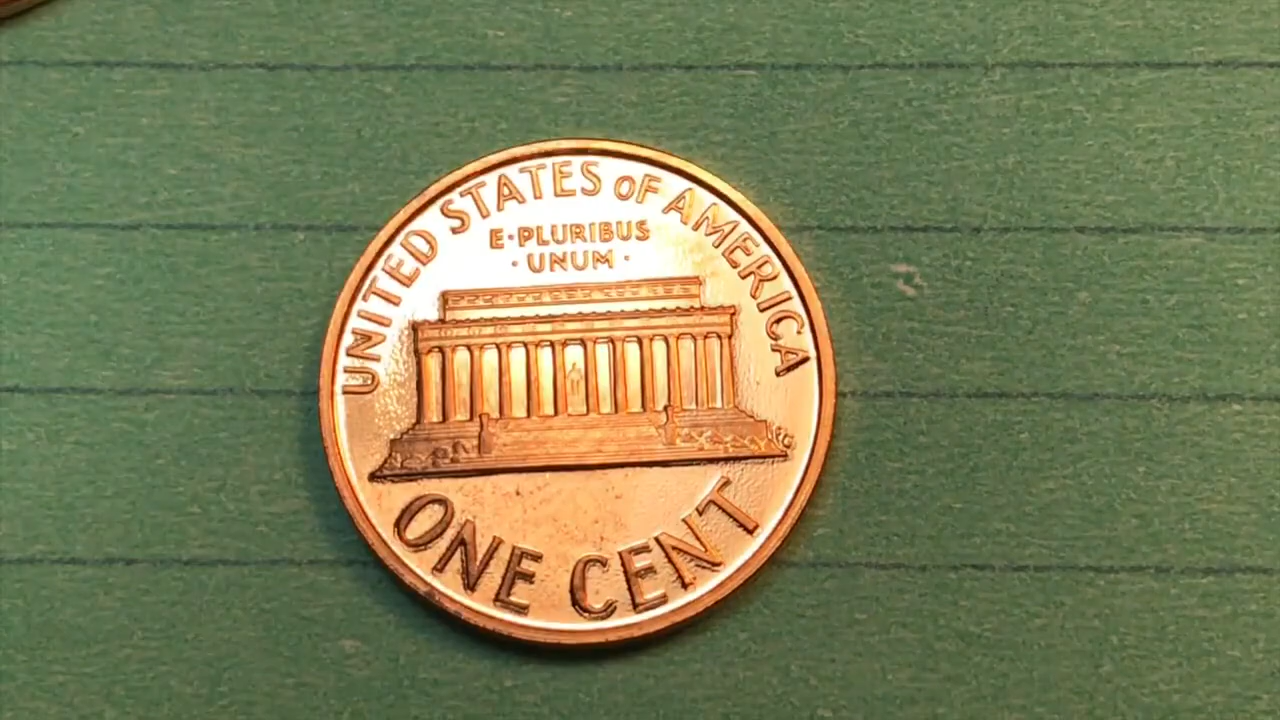 UNITED STATES OF AMERICA
E·PLURIBUS
·UNUM·
ONE CENT